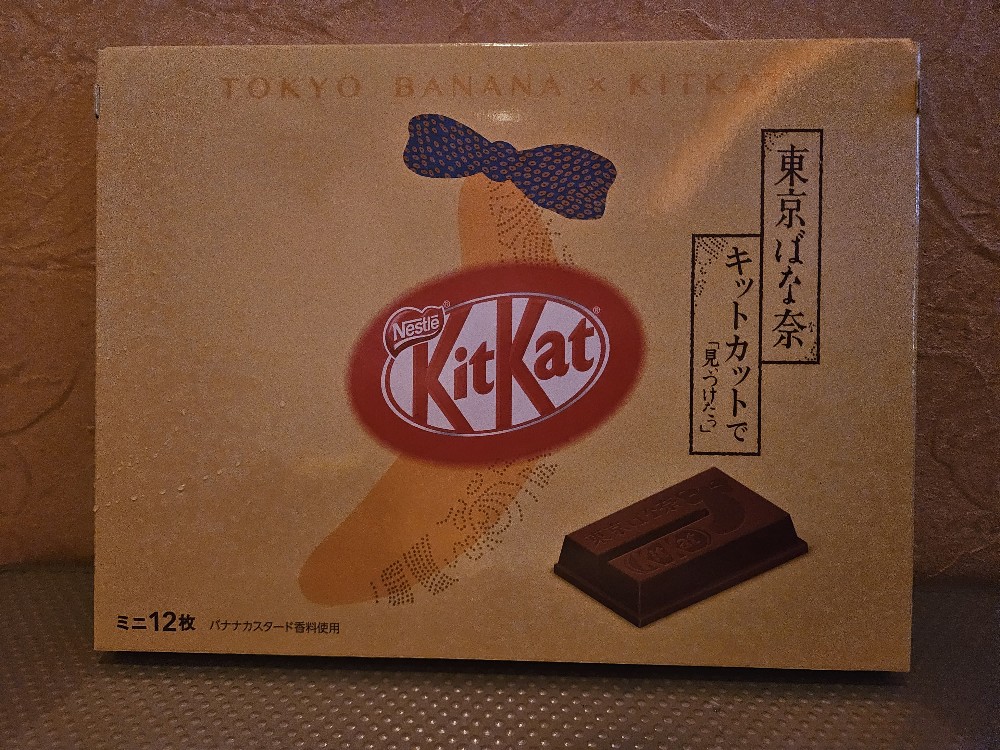 TOKYO BANANA × KITKAT
東京ばな奈
な
キットカットで
「見ぃつけたっ」
Nestlé®
KitKat®
ミニ12枚 バナナカスタード香料使用